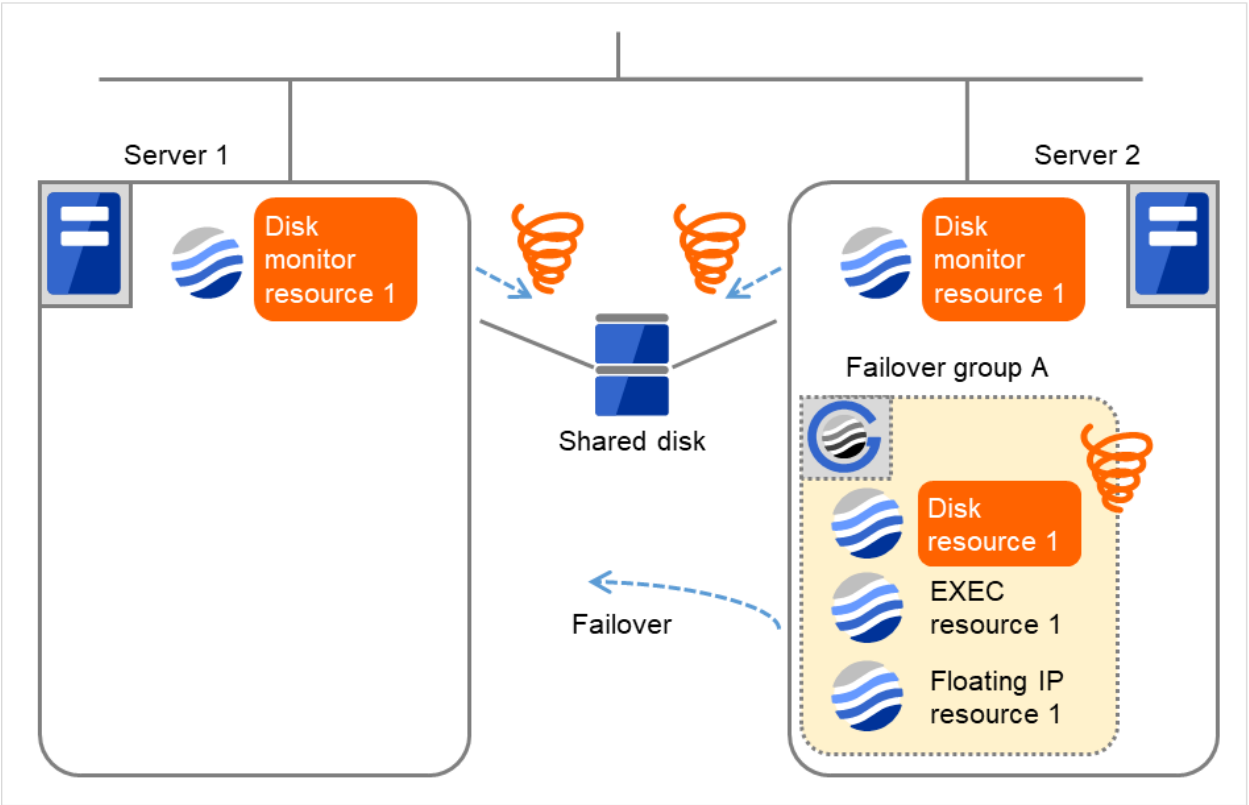 Server 1
Server 2
Disk
monitor
resource 1
Disk
monitor
resource 1
Failover group A
Shared disk
Disk
resource 1
EXEC
resource 1
Failover
Floating IP
resource 1